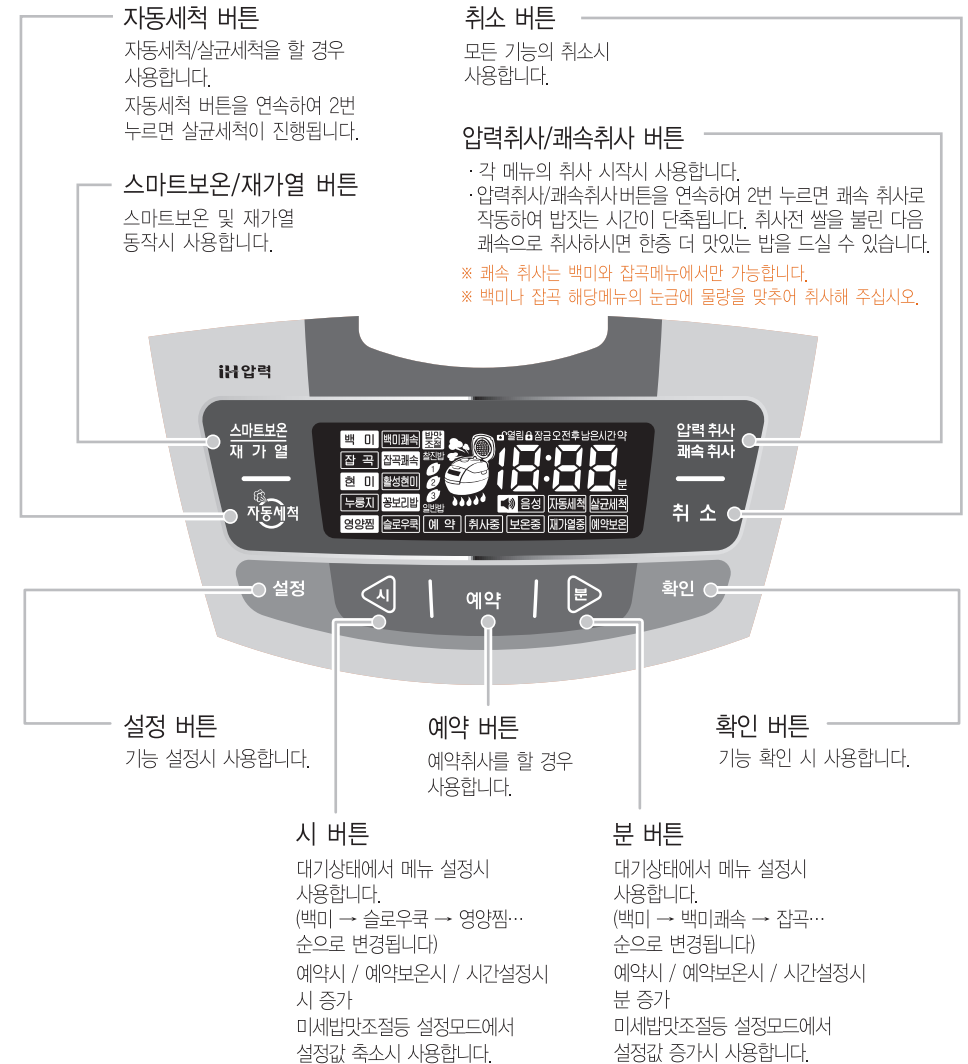 자동세척 버튼
자동세척/살균세척을 할 경우
사용합니다.
자동세척 버튼을 연속하여 2번
누르면 살균세척이 진행됩니다.
취소 버튼
모든 기능의 취소시
사용합니다.
스마트보온/재가열 버튼
스마트보온 및 재가열
동작시 사용합니다.
압력취사/쾌속취사 버튼
· 각 메뉴의 취사 시작시 사용합니다.
· 압력취사/쾌속취사버튼을 연속하여 2번 누르면 쾌속 취사로
작동하여 밥짓는 시간이 단축됩니다. 취사전 쌀을 불린 다음
쾌속으로 취사하시면 한층 더 맛있는 밥을 드실 수 있습니다.
※ 쾌속 취사는 백미와 잡곡메뉴에서만 가능합니다.
※ 백미나 잡곡 해당메뉴의 눈금에 물량을 맞추어 취사해 주십시오.
iH압력
스마트보온
재 가 열
자동세척
백 미 백미쾌속 밥맛조절
잡 곡 잡곡쾌속 찰진밥
현 미 활성현미 1 2 3
누룽지 꽁보리밥 일반밥
영양찜 슬로우쿡 예 약 취사중 보온중 재가열중 예약보온
열림 잠금 오전후 남은시간 약
18:88 분
음성 자동세척 살균세척
압력 취사
쾌속 취사
취 소
설정
시
예약
분
확인
설정 버튼
기능 설정시 사용합니다.
예약 버튼
예약취사를 할 경우
사용합니다.
확인 버튼
기능 확인 시 사용합니다.
시 버튼
대기상태에서 메뉴 설정시
사용합니다.
(백미 → 슬로우쿡 → 영양찜…
순으로 변경됩니다)
예약시 / 예약보온시 / 시간설정시
시 증가
미세밥맛조절등 설정모드에서
설정값 축소시 사용합니다.
분 버튼
대기상태에서 메뉴 설정시
사용합니다.
(백미 → 백미쾌속 → 잡곡…
순으로 변경됩니다)
예약시 / 예약보온시 / 시간설정시
분 증가
미세밥맛조절등 설정모드에서
설정값 증가시 사용합니다.